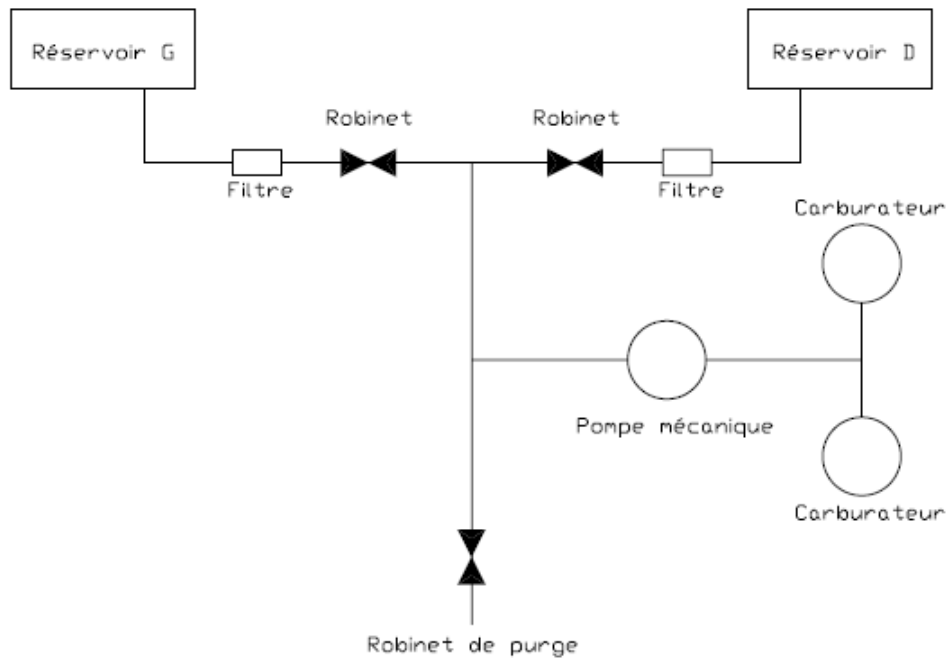 Réservoir G
Réservoir D
Robinet
Robinet
Filtre
Filtre
Carburateur
Pompe mécanique
Carburateur
Robinet de purge